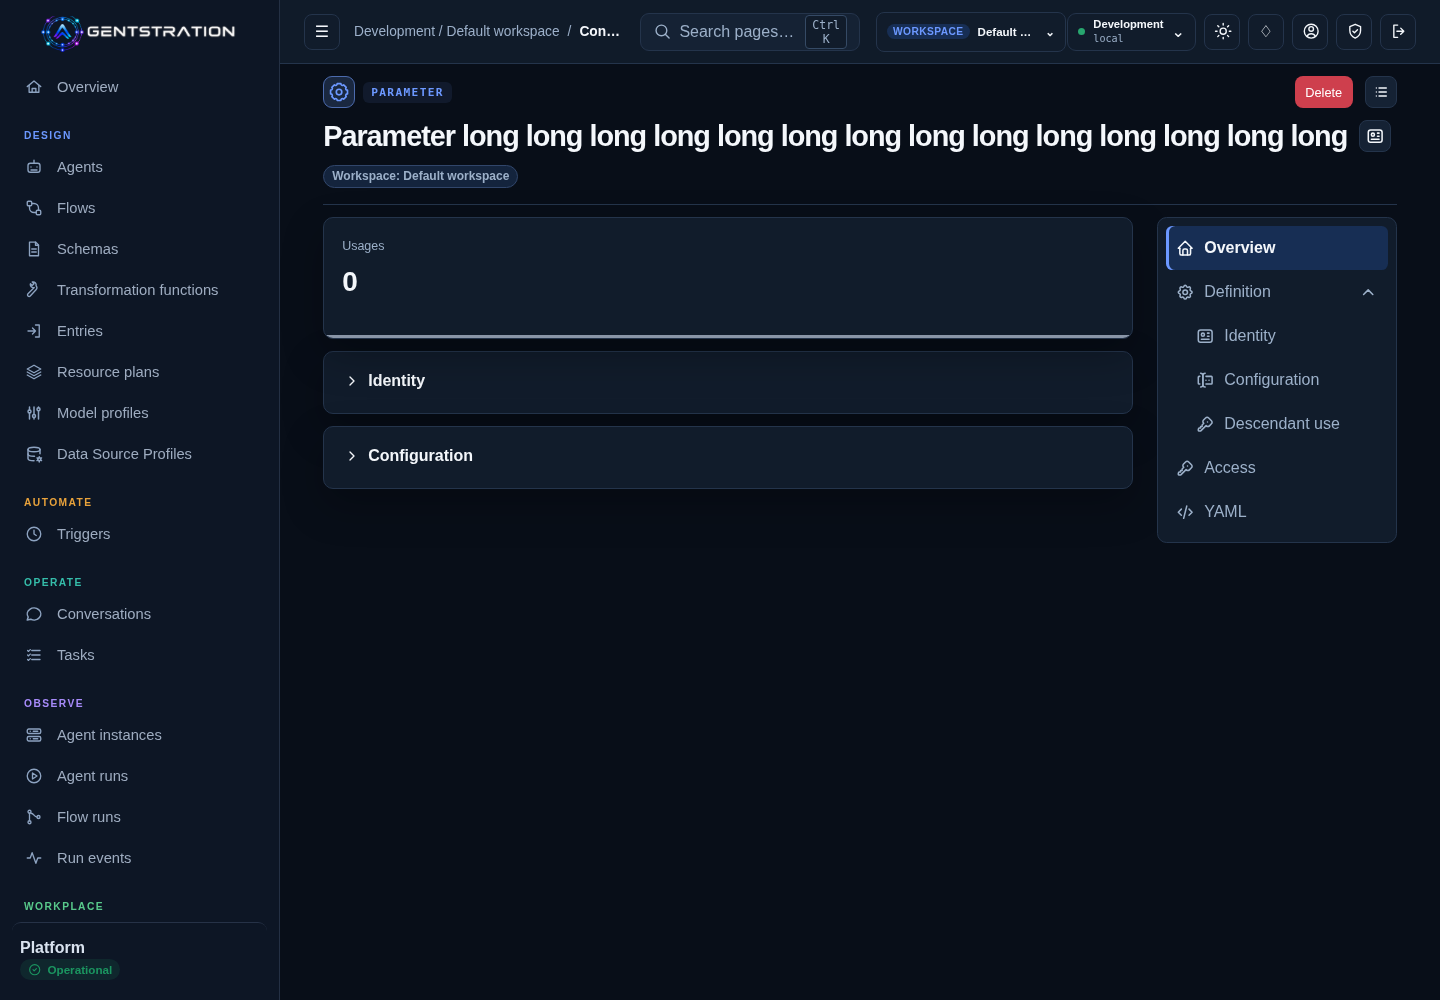 GENTSTRATION
Overview
DESIGN
Agents
Flows
Schemas
Transformation functions
Entries
Resource plans
Model profiles
Data Source Profiles
AUTOMATE
Triggers
OPERATE
Conversations
Tasks
OBSERVE
Agent instances
Agent runs
Flow runs
Run events
WORKPLACE
Platform
Operational
Development / Default workspace / Con…
Search pages…
Ctrl
K
WORKSPACE Default …
Development
local
PARAMETER
Delete
Parameter long long long long long long long long long long long long long long
Workspace: Default workspace
Usages
0
Identity
Configuration
Overview
Definition
Identity
Configuration
Descendant use
Access
YAML